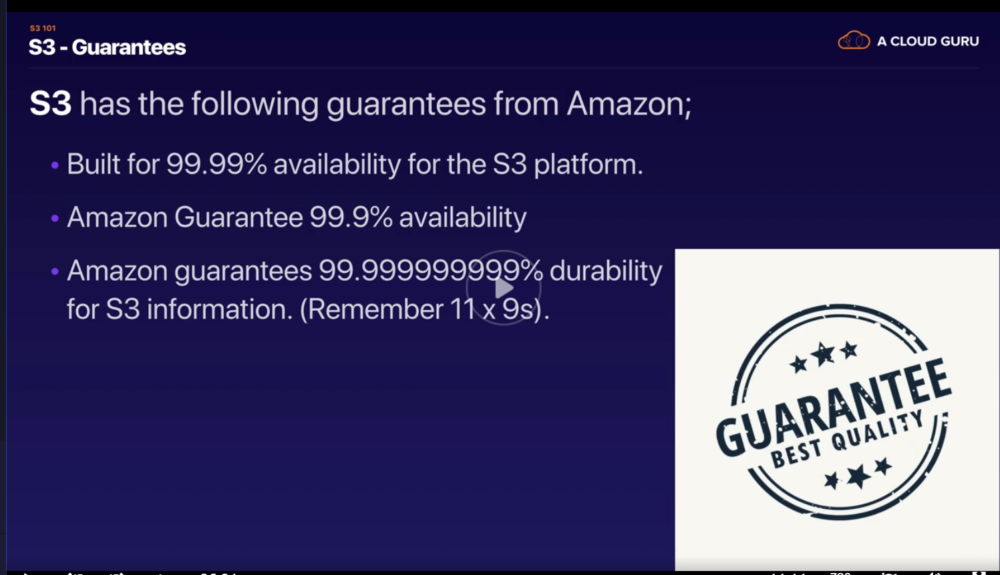 S3 101
S3 - Guarantees
A CLOUD GURU
S3 has the following guarantees from Amazon;
• Built for 99.99% availability for the S3 platform.
• Amazon Guarantee 99.9% availability
• Amazon guarantees 99.999999999% durability
for S3 information. (Remember 11 x 9s).
GUARANTEE
BEST QUALITY